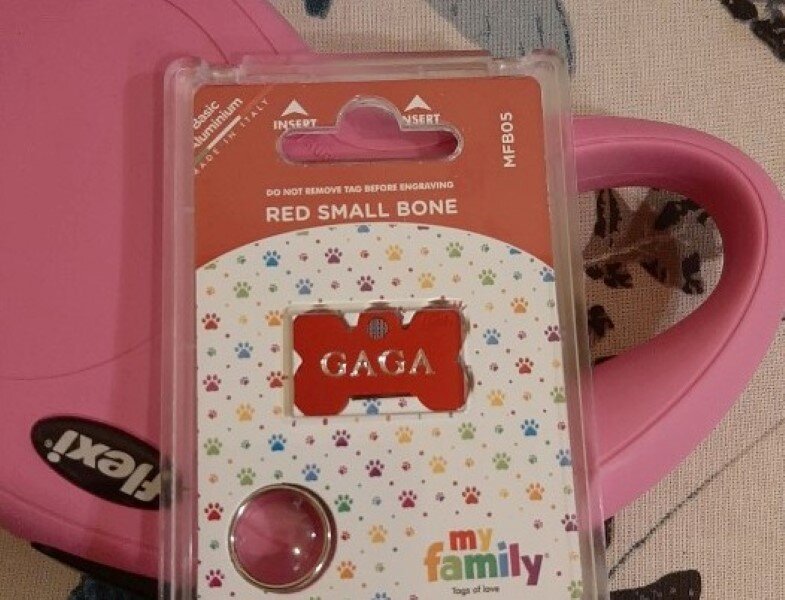 Basic
Aluminium
MADE IN ITALY
INSERT
INSERT
MFB05
DO NOT REMOVE TAG BEFORE ENGRAVING
RED SMALL BONE
GAGA
flexi
my
family
Tags of love